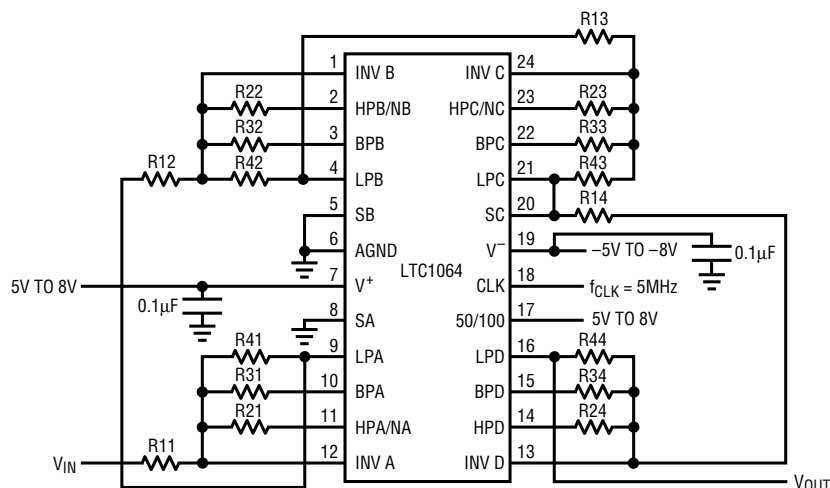 R13
1
INV B
INV C
24
R22
2
HPB/NB
HPC/NC
23
R23
R32
3
BPB
BPC
22
R33
R12
R42
4
LPB
LPC
21
R43
5
SB
SC
20
R14
6
AGND
V–
19
–5V TO –8V
0.1µF
LTC1064
5V TO 8V
7
V+
CLK
18
fCLK = 5MHz
0.1µF
8
SA
50/100
17
5V TO 8V
R41
9
LPA
LPD
16
R44
R31
10
BPA
BPD
15
R34
R21
11
HPA/NA
HPD
14
R24
VIN
R11
12
INV A
INV D
13
VOUT